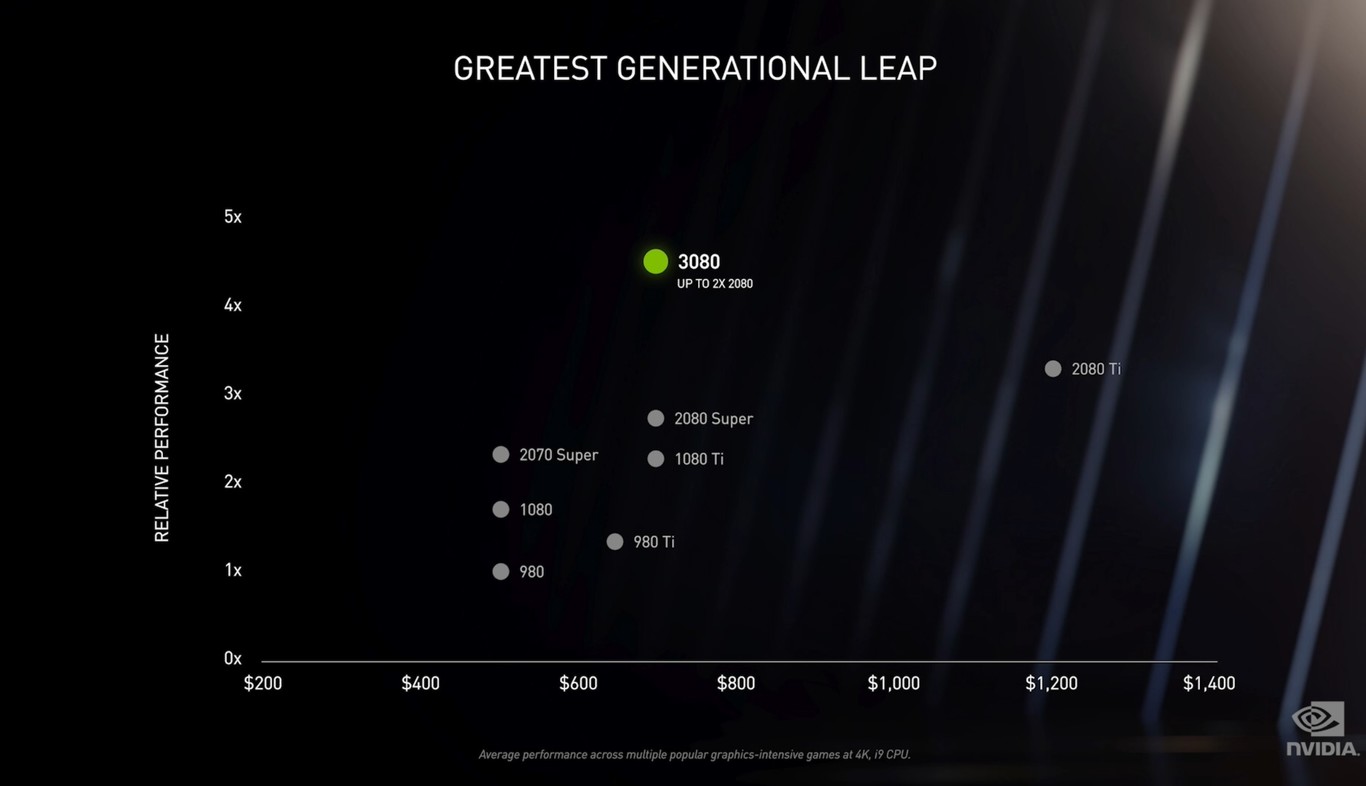 GREATEST GENERATIONAL LEAP
5x
3080
UP TO 2X 2080
4x
2080 Ti
3x
2080 Super
2070 Super
1080 Ti
2x
1080
980 Ti
1x
980
0x
RELATIVE PERFORMANCE
$200
$400
$600
$800
$1,000
$1,200
$1,400
Average performance across multiple popular graphics-intensive games at 4K, i9 CPU.
NVIDIA.